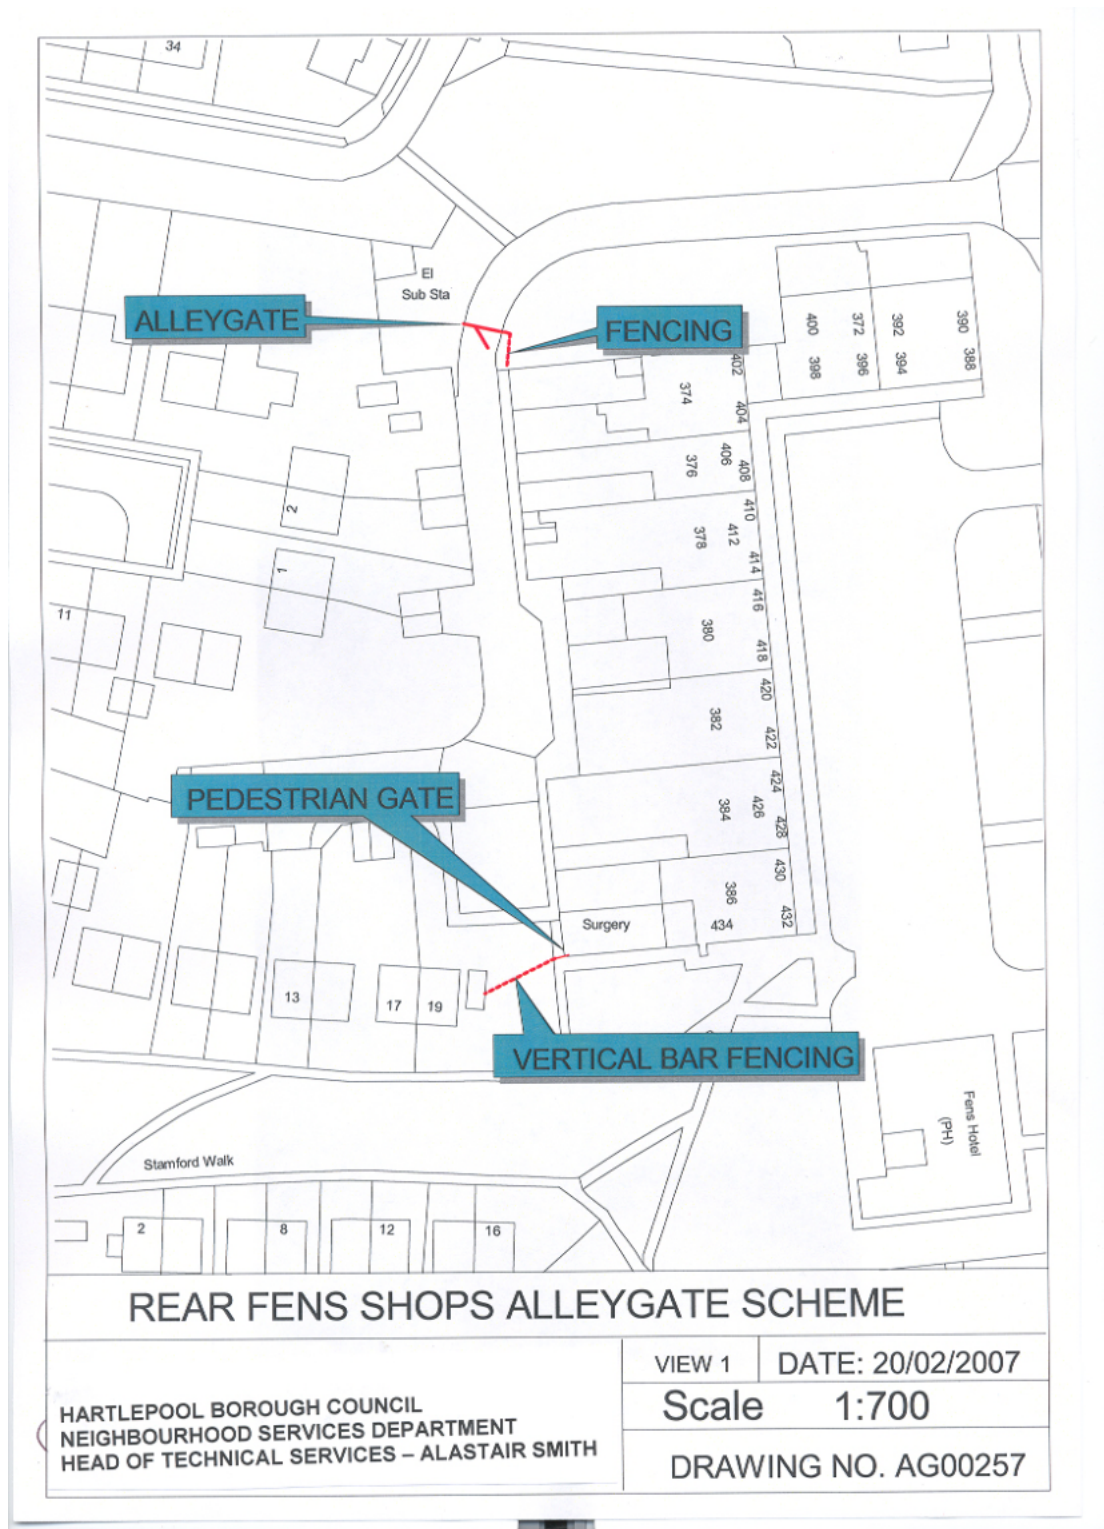 34
El
Sub Sta
ALLEYGATE
FENCING
400
372
392
390
398
396
394
388
402
374
404
376
406
408
410
378
412
414
416
380
418
420
382
422
424
384
426
428
430
386
432
434
Surgery
2
1
11
PEDESTRIAN GATE
13
17
19
VERTICAL BAR FENCING
Fens Hotel
(PH)
Stamford Walk
2
8
12
16
REAR FENS SHOPS ALLEYGATE SCHEME
HARTLEPOOL BOROUGH COUNCIL
NEIGHBOURHOOD SERVICES DEPARTMENT
HEAD OF TECHNICAL SERVICES – ALASTAIR SMITH
VIEW 1
DATE: 20/02/2007
Scale 1:700
DRAWING NO. AG00257